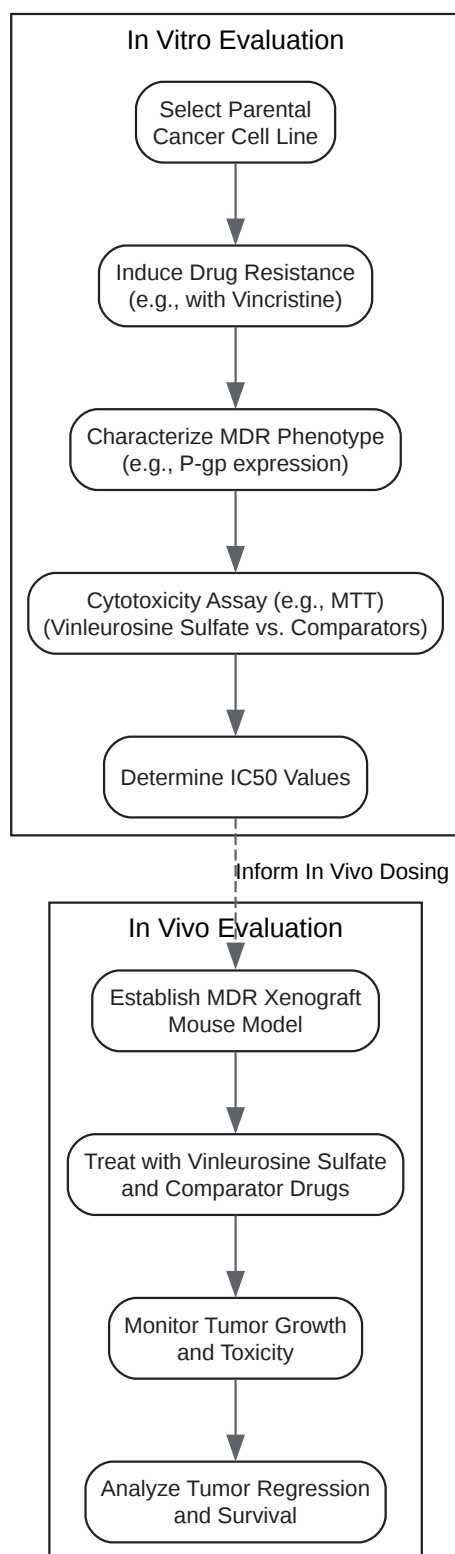 In Vitro Evaluation
Select Parental
Cancer Cell Line
Induce Drug Resistance
(e.g., with Vincristine)
Characterize MDR Phenotype
(e.g., P-gp expression)
Cytotoxicity Assay (e.g., MTT)
(Vinleurosine Sulfate vs. Comparators)
Determine IC50 Values
Inform In Vivo Dosing
In Vivo Evaluation
Establish MDR Xenograft
Mouse Model
Treat with Vinleurosine Sulfate
and Comparator Drugs
Monitor Tumor Growth
and Toxicity
Analyze Tumor Regression
and Survival